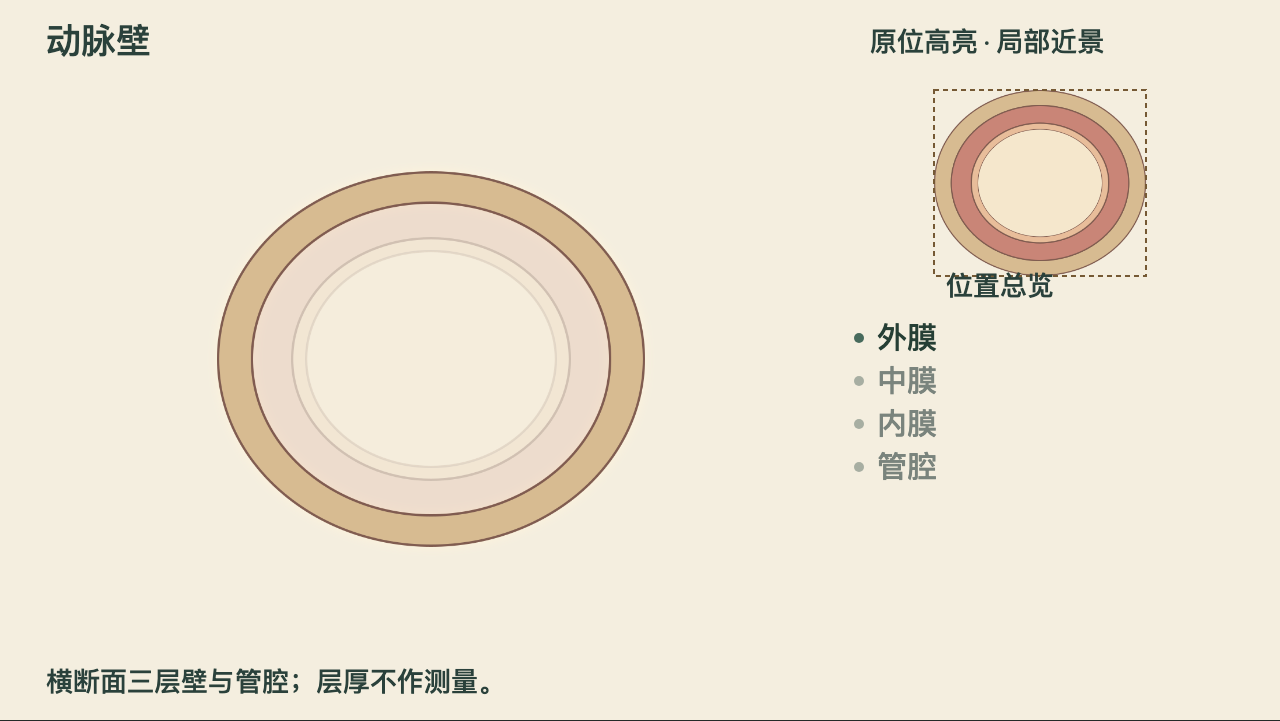 动脉壁
原位高亮 · 局部近景
位置总览
外膜
中膜
内膜
管腔
横断面三层壁与管腔；层厚不作测量。